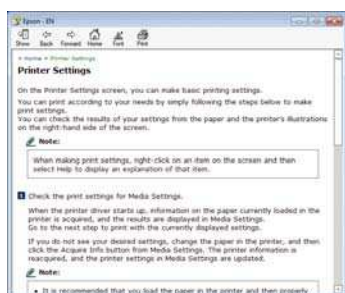 Epson - EN
Show Back Forward Home Font Print
Home > Printer Settings
Printer Settings
On the Printer Settings screen, you can make basic printing settings.
You can print according to your needs by simply following the steps below to make
print settings.
You can check the results of your settings from the paper and the printer's illustrations
on the right-hand side of the screen.
Note:
When making print settings, right-click on an item on the screen and then
select Help to display an explanation of that item.
1 Check the print settings for Media Settings.
When the printer driver starts up, information on the paper currently loaded in the
printer is acquired, and the results are displayed in Media Settings.
Go to the next step to print with the currently displayed settings.
If you do not see your desired settings, change the paper in the printer, and then
click the Acquire Info button from Media Settings. The printer information is
reacquired, and the printer settings in Media Settings are updated.
Note:
• It is recommended that you load the paper in the printer and then properly